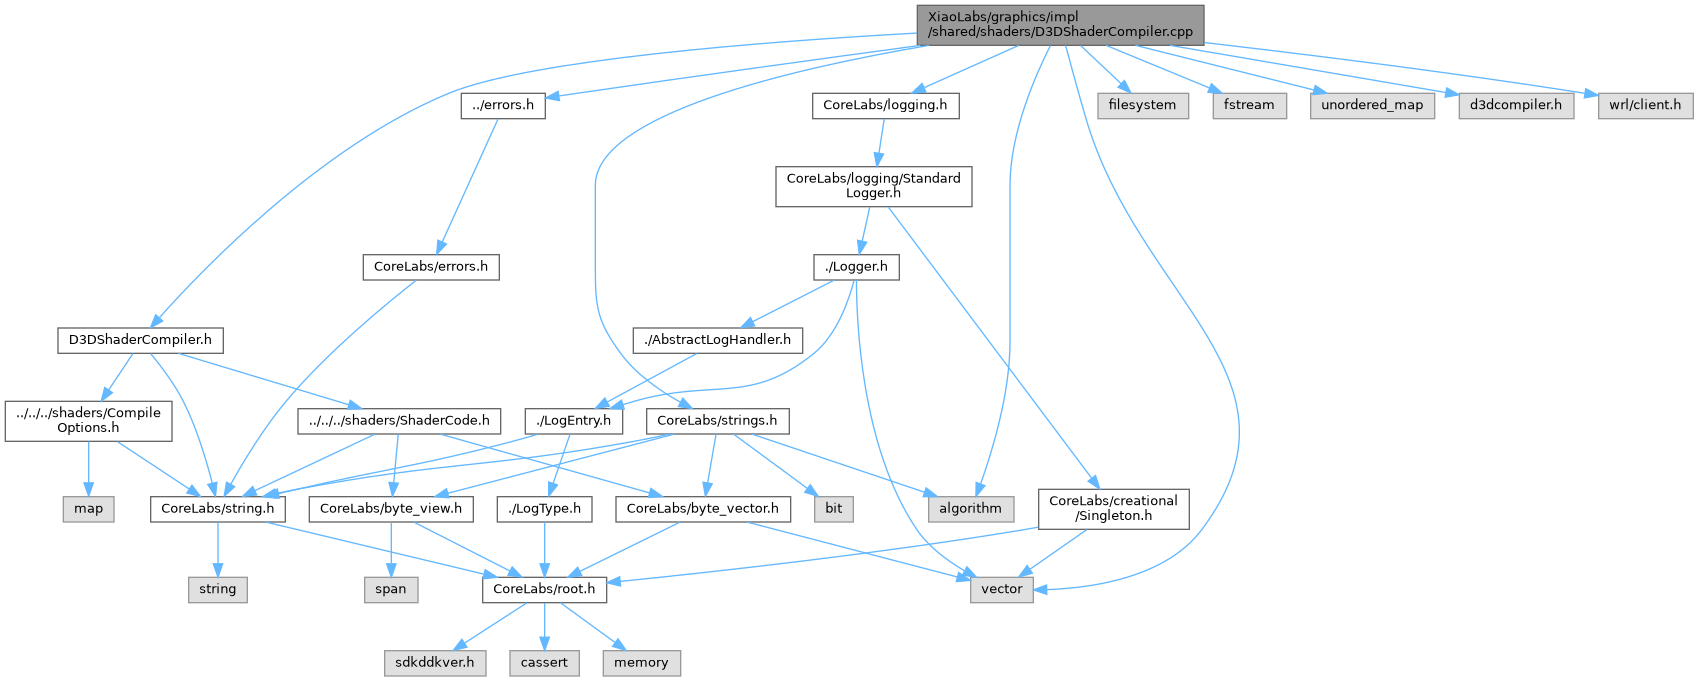 XiaoLabs/graphics/impl
/shared/shaders/D3DShaderCompiler.cpp
../errors.h
CoreLabs/logging.h
filesystem
fstream
unordered_map
d3dcompiler.h
wrl/client.h
CoreLabs/logging/Standard
Logger.h
CoreLabs/errors.h
./Logger.h
D3DShaderCompiler.h
./AbstractLogHandler.h
../../../shaders/Compile
Options.h
../../../shaders/ShaderCode.h
./LogEntry.h
CoreLabs/strings.h
map
CoreLabs/string.h
CoreLabs/byte_view.h
./LogType.h
CoreLabs/byte_vector.h
bit
algorithm
CoreLabs/creational
/Singleton.h
string
span
CoreLabs/root.h
vector
sdkddkver.h
cassert
memory